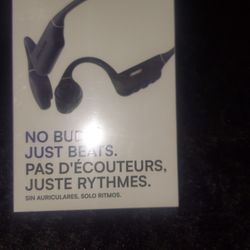 NO BUDS.
JUST BEATS.
PAS D'ÉCOUTEURS,
JUSTE RYTHMES.
SIN AURICULARES. SOLO RITMOS.